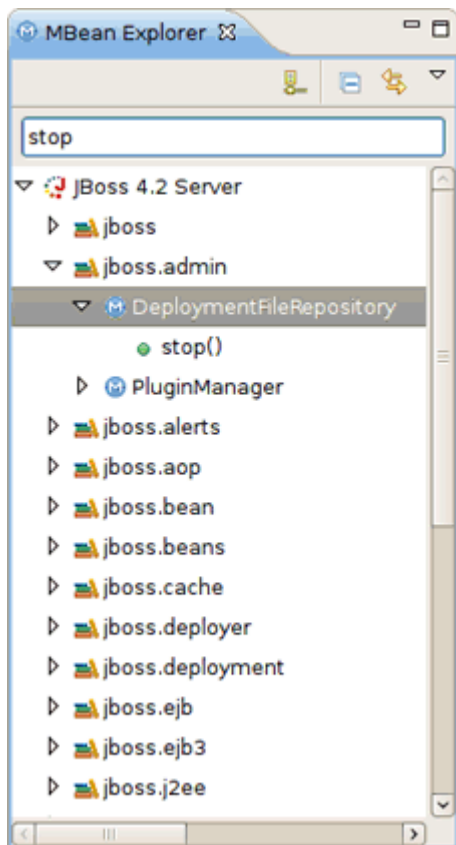 MBean Explorer
stop
JBoss 4.2 Server
jboss
jboss.admin
DeploymentFileRepository
stop()
PluginManager
jboss.alerts
jboss.aop
jboss.bean
jboss.beans
jboss.cache
jboss.deployer
jboss.deployment
jboss.ejb
jboss.ejb3
jboss.j2ee